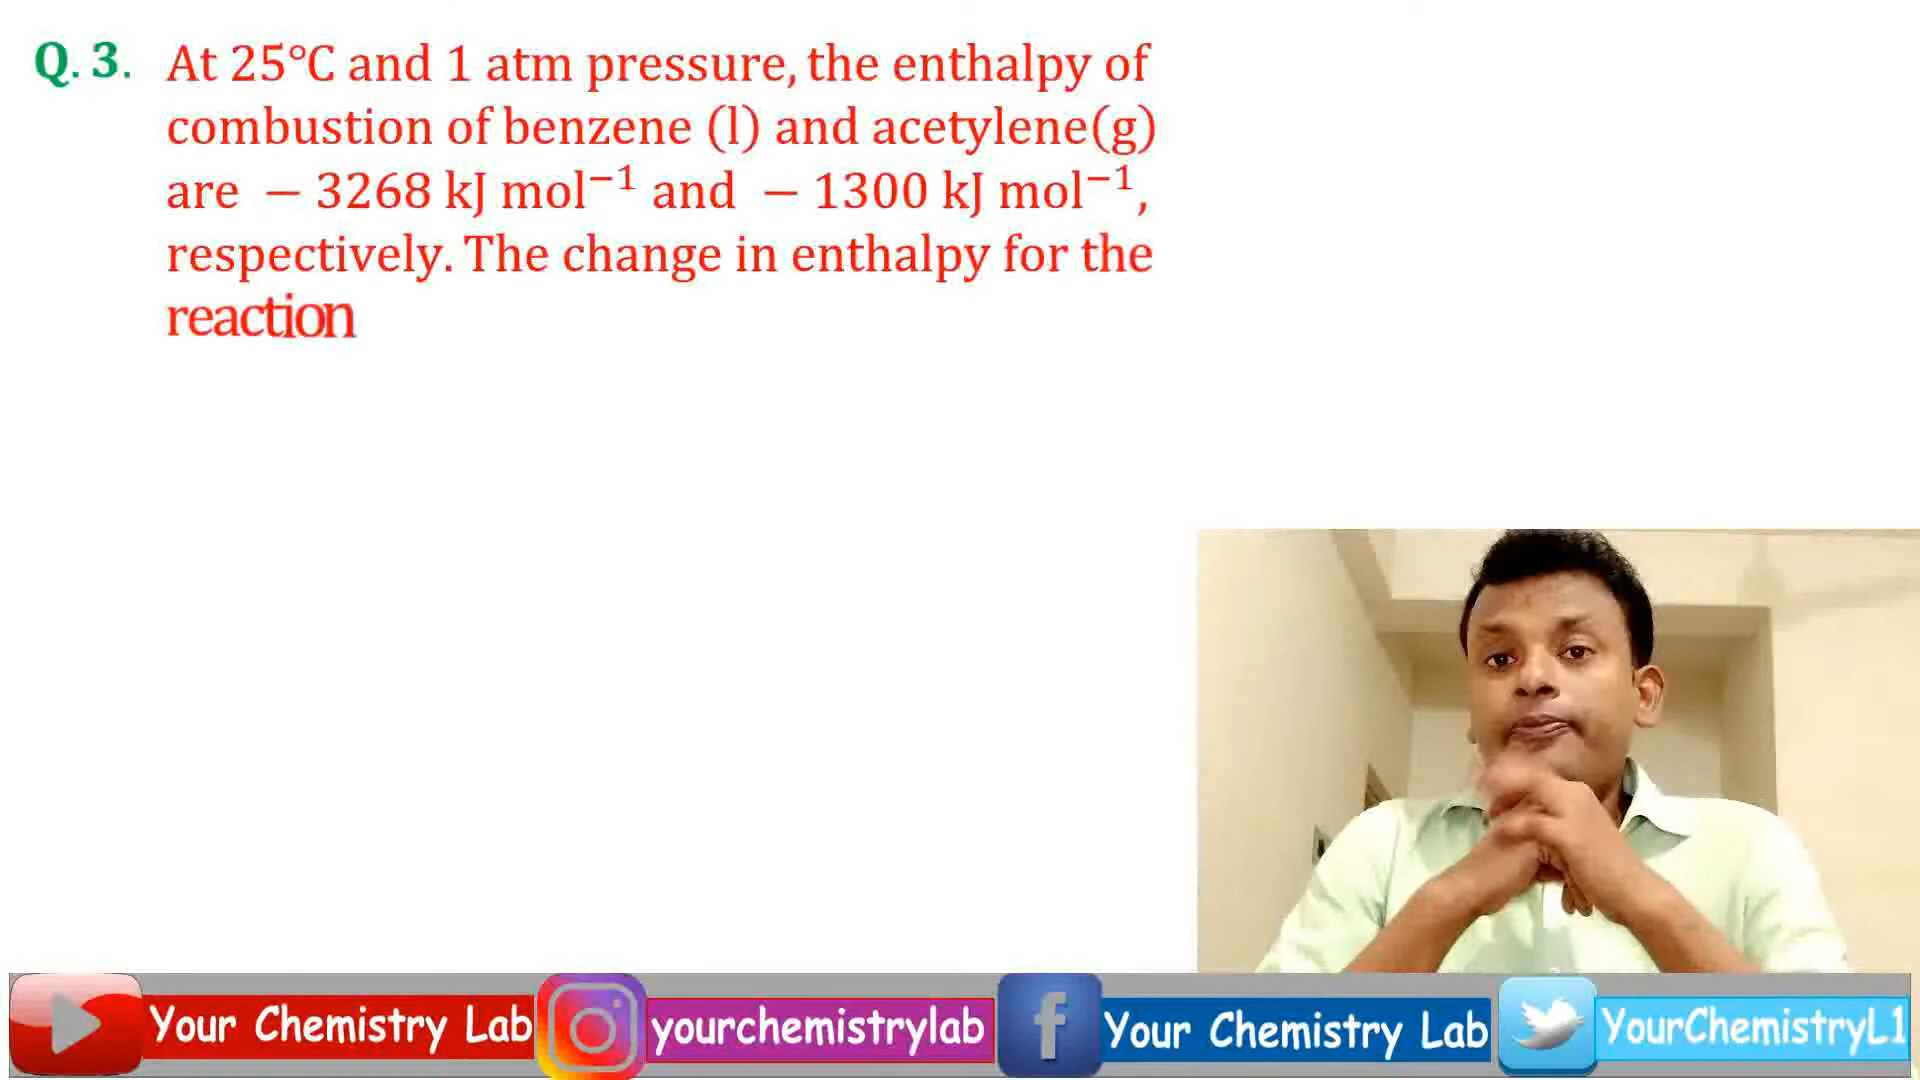 Q. 3. At 25°C and 1 atm pressure, the enthalpy of
combustion of benzene (l) and acetylene(g)
are − 3268 kJ mol⁻¹ and − 1300 kJ mol⁻¹,
respectively. The change in enthalpy for the
reaction
Your Chemistry Lab yourchemistrylab f Your Chemistry Lab YourChemistryL1